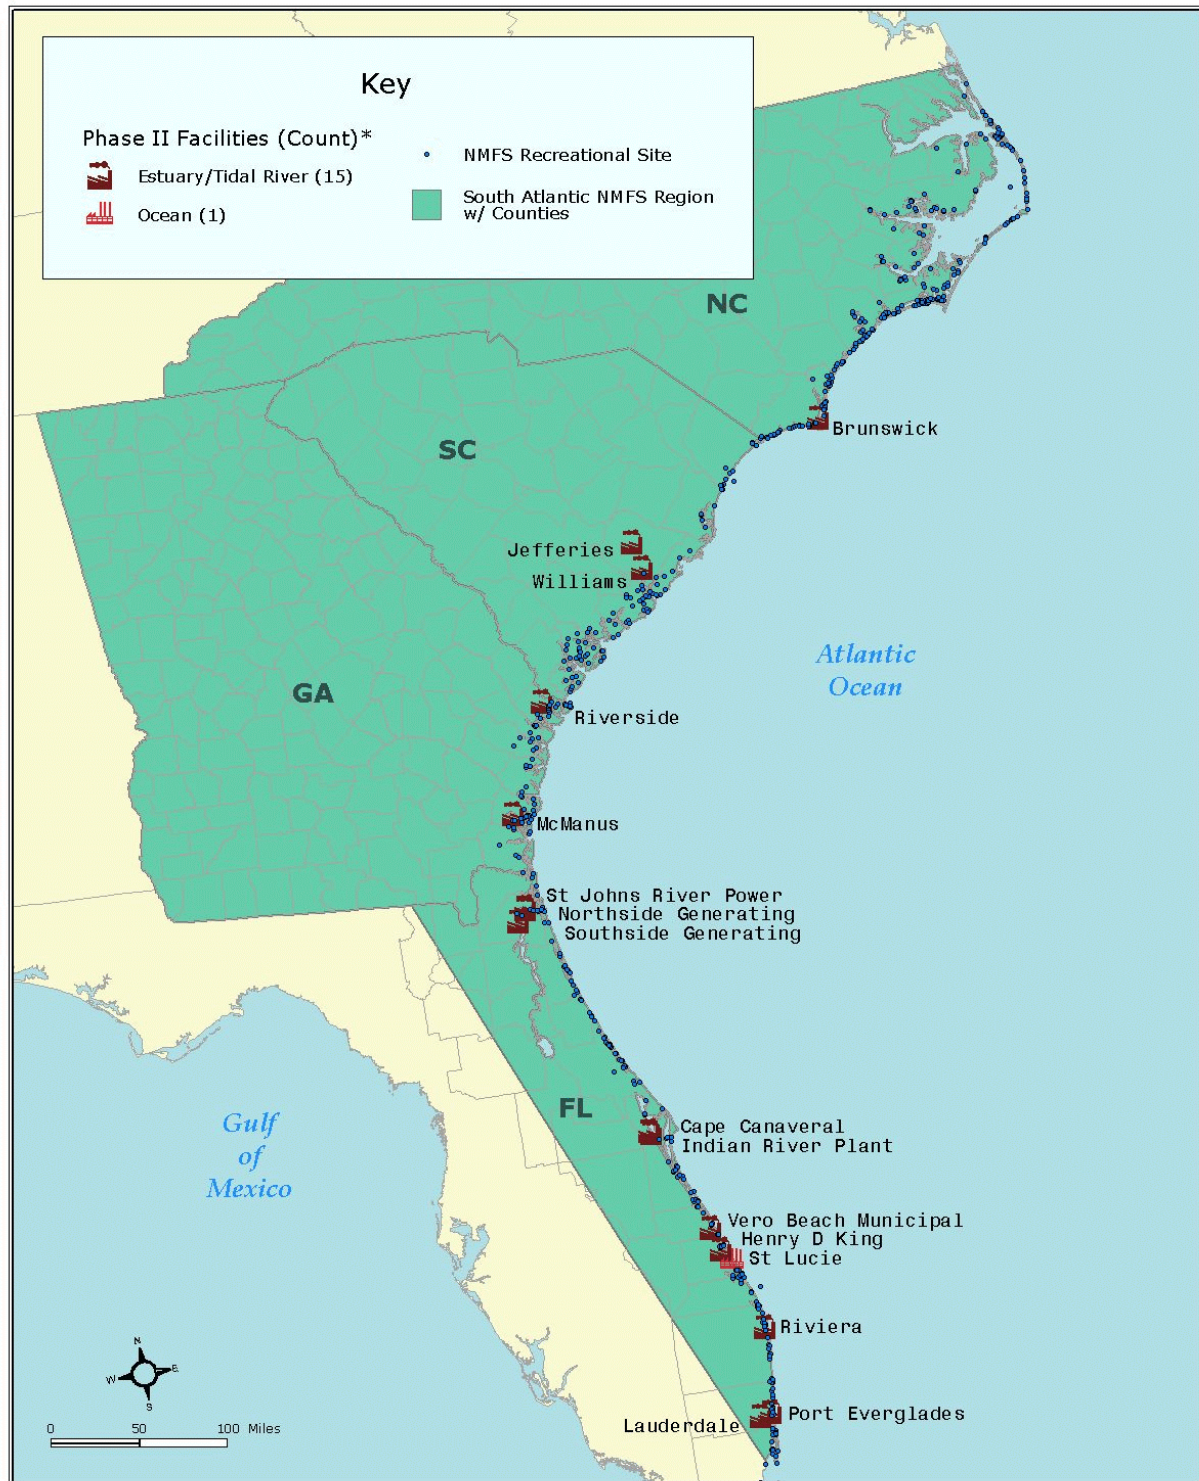 Key
Phase II Facilities (Count)*
Estuary/Tidal River (15)
Ocean (1)
NMFS Recreational Site
South Atlantic NMFS Region
w/ Counties
NC
Brunswick
SC
Jefferies
Williams
Atlantic
Ocean
GA
Riverside
McManus
St Johns River Power
Northside Generating
Southside Generating
FL
Gulf
of
Mexico
Cape Canaveral
Indian River Plant
Vero Beach Municipal
Henry D King
St Lucie
Riviera
Lauderdale
Port Everglades
N
W E
S
0 50 100 Miles